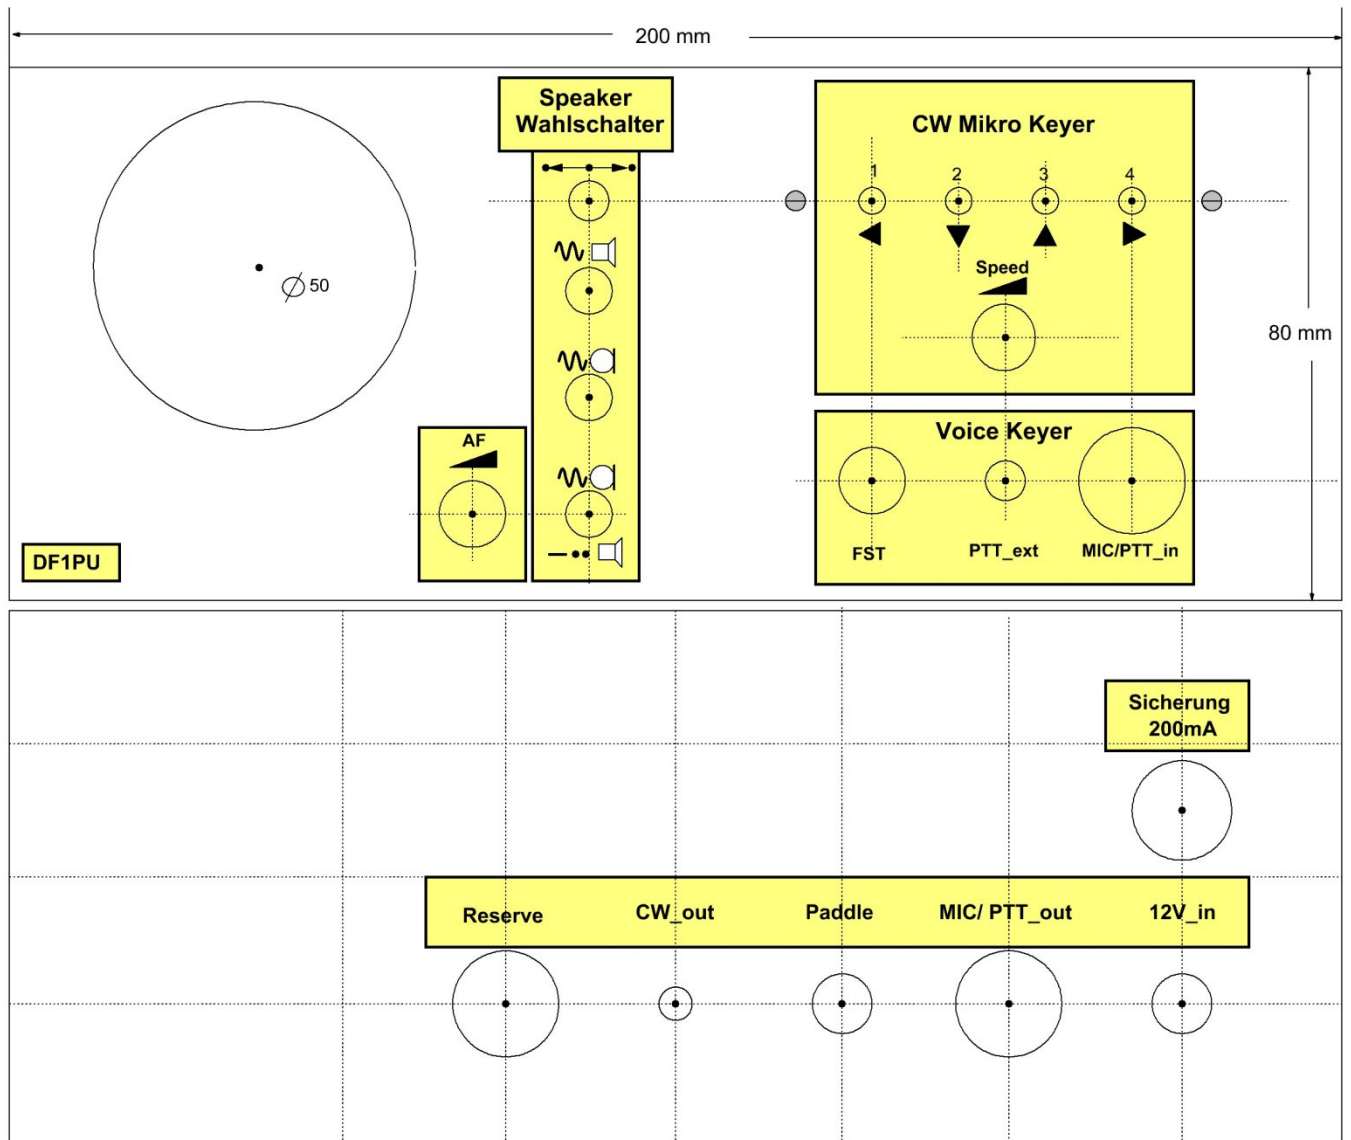 200 mm
Speaker
Wahlschalter
CW Mikro Keyer
1 2 3 4
Speed
50
80 mm
AF
Voice Keyer
FST PTT_ext MIC/PTT_in
DF1PU
Sicherung
200mA
Reserve CW_out Paddle MIC/ PTT_out 12V_in